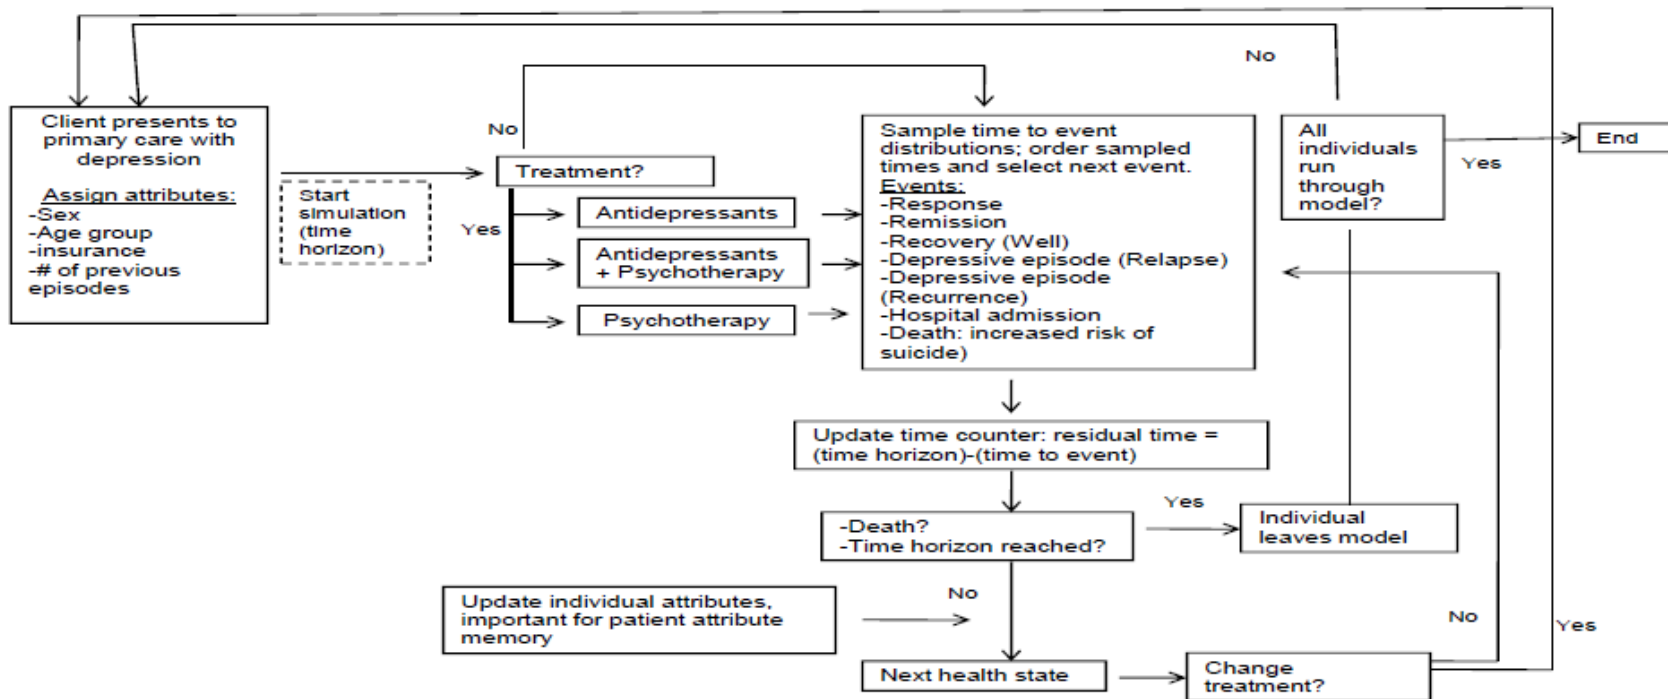 No
Client presents to
primary care with
depression
Assign attributes:
-Sex
-Age group
-insurance
-# of previous
episodes
Start
simulation
(time
horizon)
No
Treatment?
Yes
Antidepressants
Antidepressants
+ Psychotherapy
Psychotherapy
Sample time to event
distributions; order sampled
times and select next event.
Events:
-Response
-Remission
-Recovery (Well)
-Depressive episode (Relapse)
-Depressive episode
(Recurrence)
-Hospital admission
-Death: increased risk of
suicide)
All
individuals
run
through
model?
Yes
End
Update time counter: residual time =
(time horizon)-(time to event)
-Death?
-Time horizon reached?
Yes
Individual
leaves model
Update individual attributes,
important for patient attribute
memory
No
Next health state
Change
treatment?
No
Yes